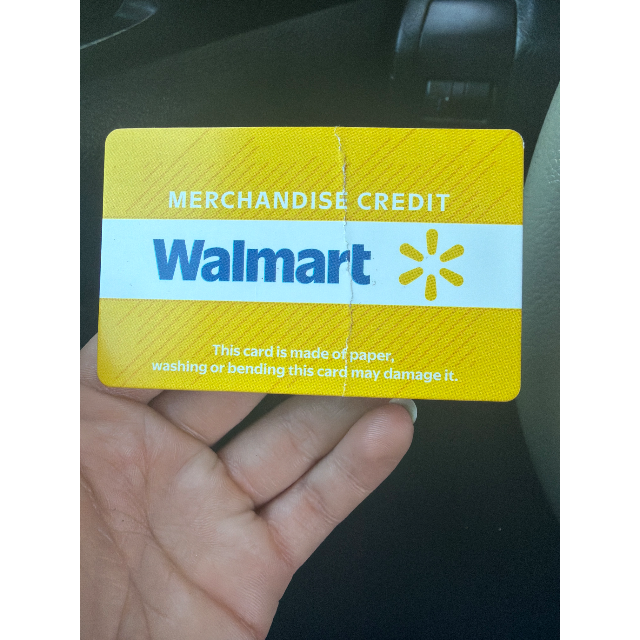 MERCHANDISE CREDIT
Walmart
This card is made of paper,
washing or bending this card may damage it.